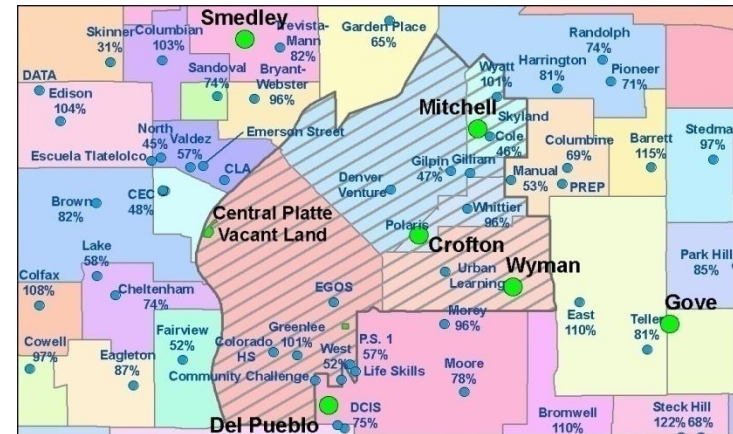 Smedley
Skinner
31%
Columbian
103%
Trevista-
Mann
82%
Garden Place
65%
Randolph
74%
Sandoval
74%
Bryant-
Webster
96%
Wyatt
101%
Harrington
81%
Pioneer
71%
DATA
Edison
104%
Mitchell
Skyland
North
45%
Valdez
57%
Emerson Street
Cole
46%
Columbine
69%
Barrett
115%
Stedma
97%
Escuela Tlatelolco
CLA
Gilpin
47%
Gilliam
Manual
53%
PREP
Brown
82%
CEC
48%
Denver
Venture
Whittier
96%
Central Platte
Vacant Land
Polaris
Crofton
Lake
58%
Park Hill
85%
Colfax
108%
Cheltenham
74%
Urban
Learning
Wyman
EGOS
Gove
Morey
96%
East
110%
Teller
81%
Cowell
97%
Eagleton
87%
Fairview
52%
Colorado
HS
Greenlee
101%
West
52%
P.S. 1
57%
Community Challenge
Life Skills
Moore
78%
DCIS
75%
Del Pueblo
Bromwell
110%
Steck Hill
122% 68%